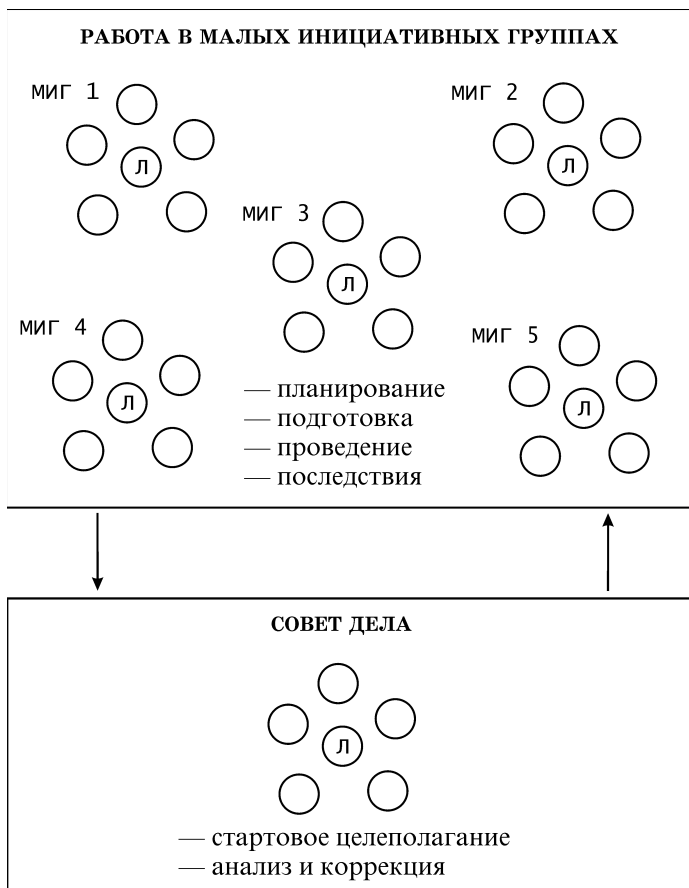 РАБОТА В МАЛЫХ ИНИЦИАТИВНЫХ ГРУППАХ
МИГ 1
Л
МИГ 2
Л
МИГ 3
Л
МИГ 4
Л
МИГ 5
Л
— планирование
— подготовка
— проведение
— последствия
СОВЕТ ДЕЛА
Л
— стартовое целеполагание
— анализ и коррекция